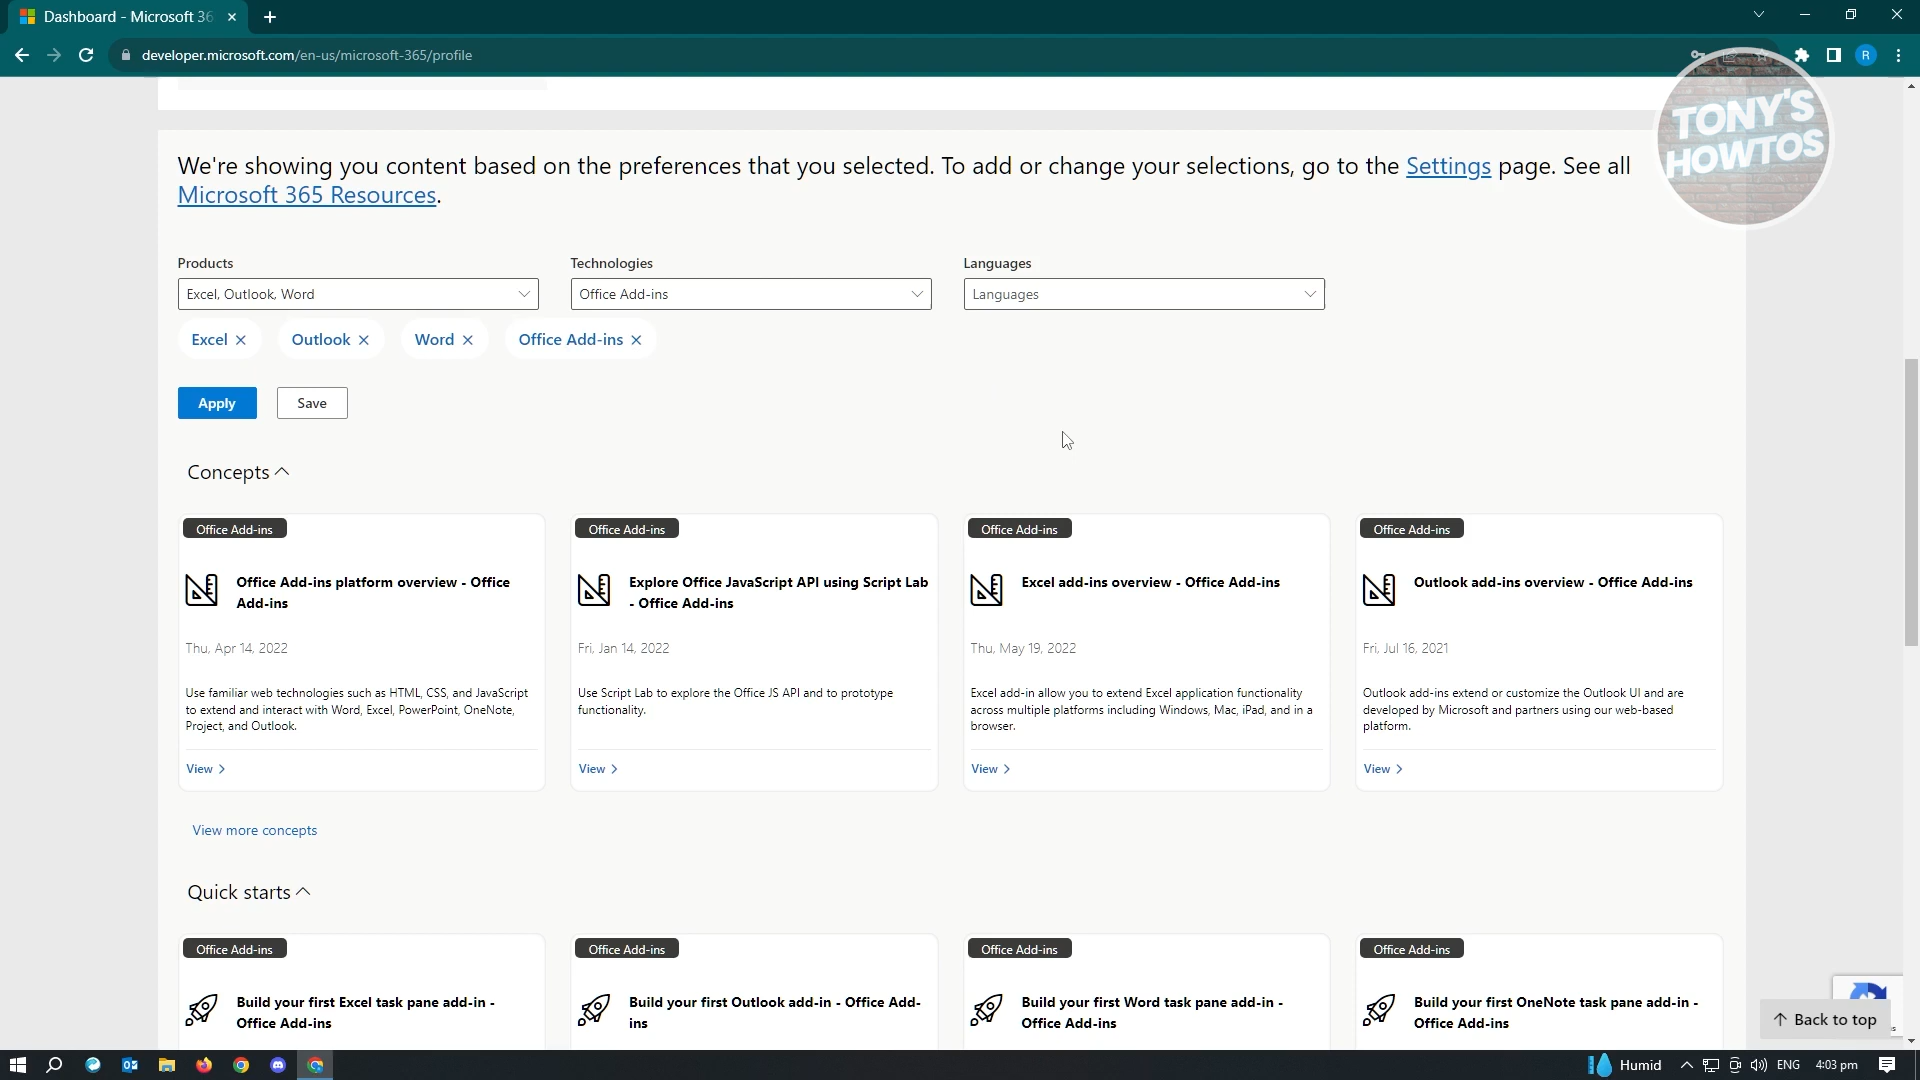 Dashboard - Microsoft 36
developer.microsoft.com/en-us/microsoft-365/profile
R
TONY'S
HOWTOS
We're showing you content based on the preferences that you selected. To add or change your selections, go to the Settings page. See all
Microsoft 365 Resources.
Products
Technologies
Languages
Excel, Outlook, Word
Office Add-ins
Languages
Excel
Outlook
Word
Office Add-ins
Apply
Save
Concepts
Office Add-ins
Office Add-ins
Office Add-ins
Office Add-ins
Office Add-ins platform overview - Office
Add-ins
Explore Office JavaScript API using Script Lab
- Office Add-ins
Excel add-ins overview - Office Add-ins
Outlook add-ins overview - Office Add-ins
Thu, Apr 14, 2022
Fri, Jan 14, 2022
Thu, May 19, 2022
Fri, Jul 16, 2021
Use familiar web technologies such as HTML, CSS, and JavaScript
to extend and interact with Word, Excel, PowerPoint, OneNote,
Project, and Outlook.
Use Script Lab to explore the Office JS API and to prototype
functionality.
Excel add-in allow you to extend Excel application functionality
across multiple platforms including Windows, Mac, iPad, and in a
browser.
Outlook add-ins extend or customize the Outlook UI and are
developed by Microsoft and partners using our web-based
platform.
View
View
View
View
View more concepts
Quick starts
Office Add-ins
Office Add-ins
Office Add-ins
Office Add-ins
Build your first Excel task pane add-in -
Office Add-ins
Build your first Outlook add-in - Office Add-
ins
Build your first Word task pane add-in -
Office Add-ins
Build your first OneNote task pane add-in -
Office Add-ins
Back to top
Humid
ENG
4:03 pm